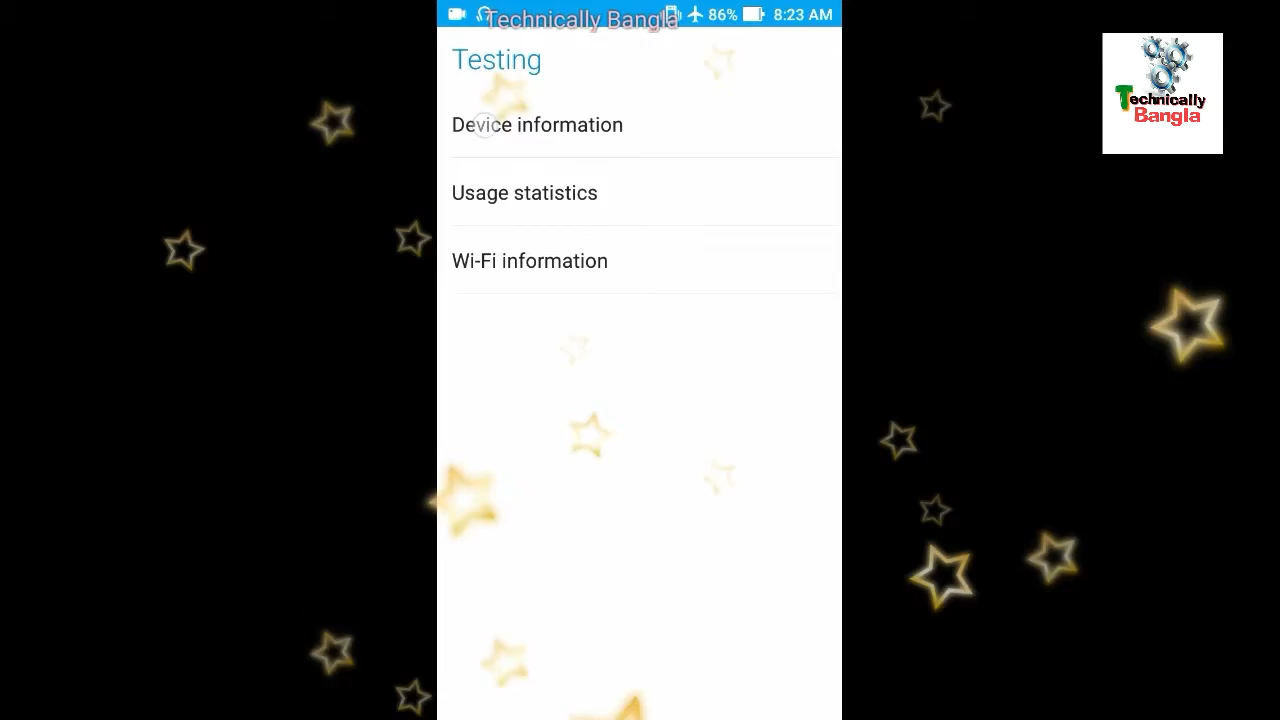 Technically Bangla
86% 8:23 AM
Testing
Device information
Usage statistics
Wi-Fi information
Technically
Bangla